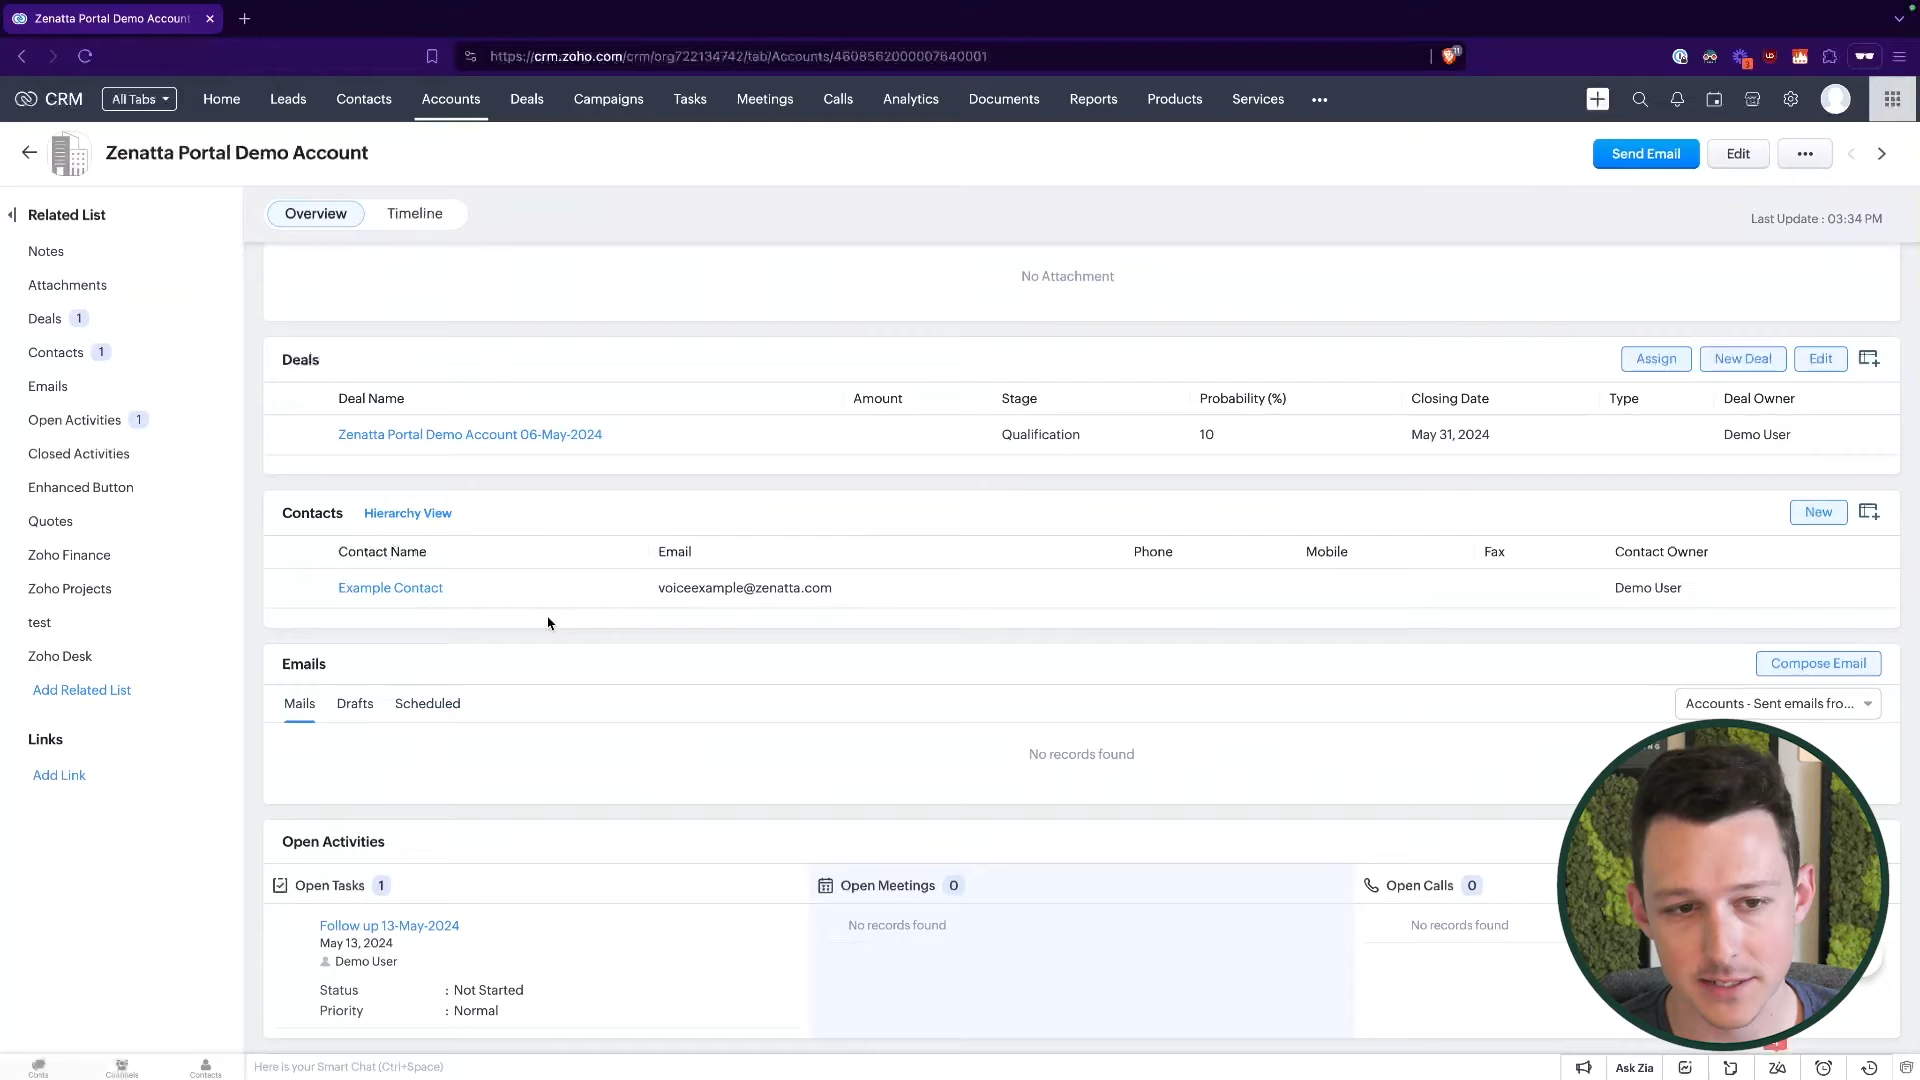 Zenatta Portal Demo Account
https://crm.zoho.com/crm/org722134742/tab/Accounts/4608562000007640001
11
3
CRM
All Tabs
Home
Leads
Contacts
Accounts
Deals
Campaigns
Tasks
Meetings
Calls
Analytics
Documents
Reports
Products
Services
Zenatta Portal Demo Account
Send Email
Edit
Related List
Notes
Attachments
Deals 1
Contacts 1
Emails
Open Activities 1
Closed Activities
Enhanced Button
Quotes
Zoho Finance
Zoho Projects
test
Zoho Desk
Add Related List
Links
Add Link
Overview
Timeline
Last Update : 03:34 PM
No Attachment
Deals
Assign
New Deal
Edit
Deal Name Amount Stage Probability (%) Closing Date Type Deal Owner
Zenatta Portal Demo Account 06-May-2024 Qualification 10 May 31, 2024 Demo User
Contacts
Hierarchy View
New
Contact Name Email Phone Mobile Fax Contact Owner
Example Contact voiceexample@zenatta.com Demo User
Emails
Compose Email
Mails
Drafts
Scheduled
Accounts - Sent emails fro...
No records found
Open Activities
Open Tasks 1
Follow up 13-May-2024
May 13, 2024
Demo User
Status : Not Started
Priority : Normal
Open Meetings 0
No records found
Open Calls 0
No records found
Channels
Contacts
Here is your Smart Chat (Ctrl+Space)
Ask Zia